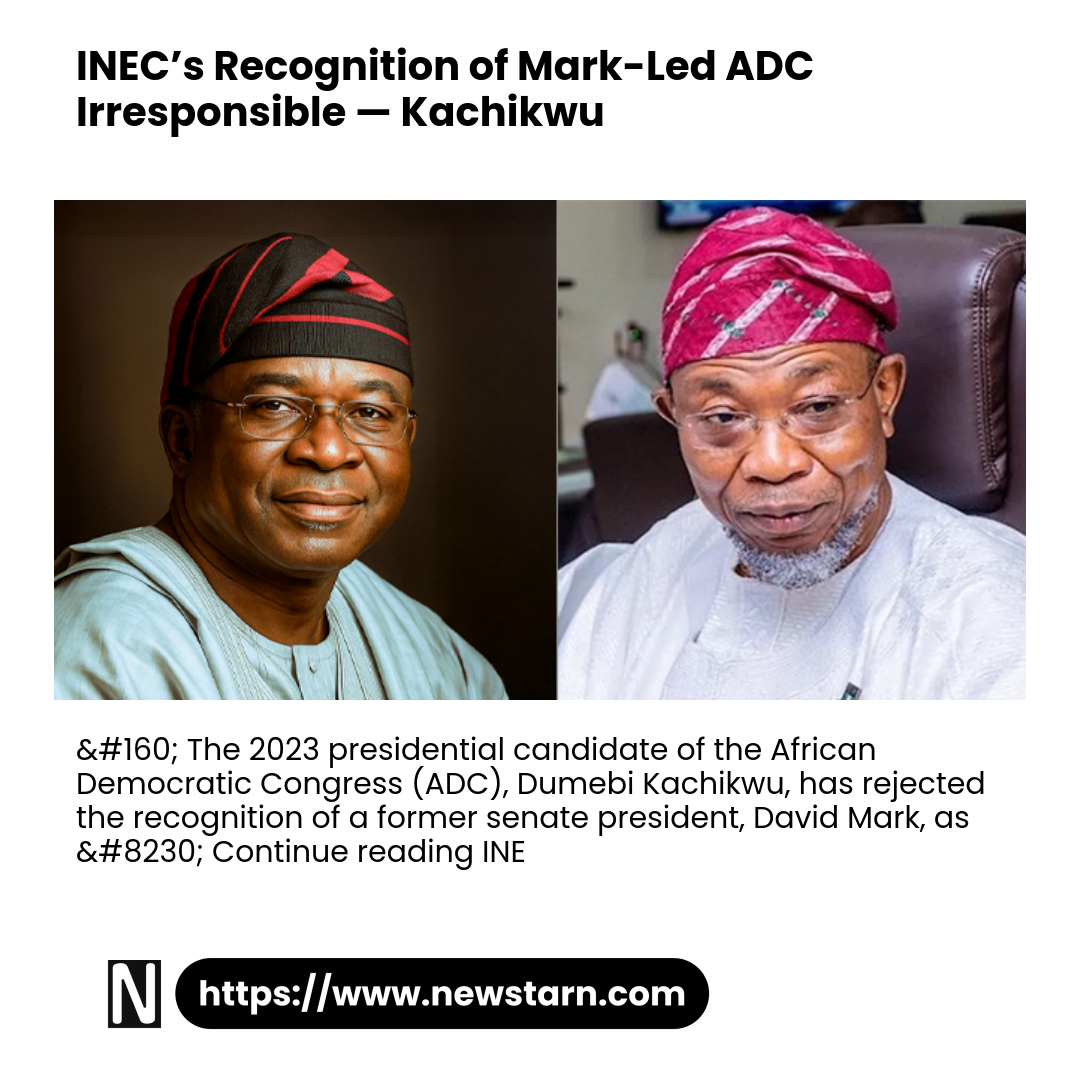 INEC’s Recognition of Mark-Led ADC
Irresponsible — Kachikwu
&#160; The 2023 presidential candidate of the African
Democratic Congress (ADC), Dumebi Kachikwu, has rejected
the recognition of a former senate president, David Mark, as
&#8230; Continue reading INE
N https://www.newstarn.com